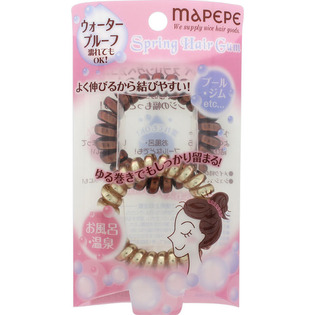 ウォーター
プルーフ
濡れても
OK!
MAPEPE
We supply nice hair goods.
Spring Hair Gum
プール
・ジム
etc...
よく伸びるから結びやすい!
ゆる巻きでもしっかり留まる!
お風呂
・温泉